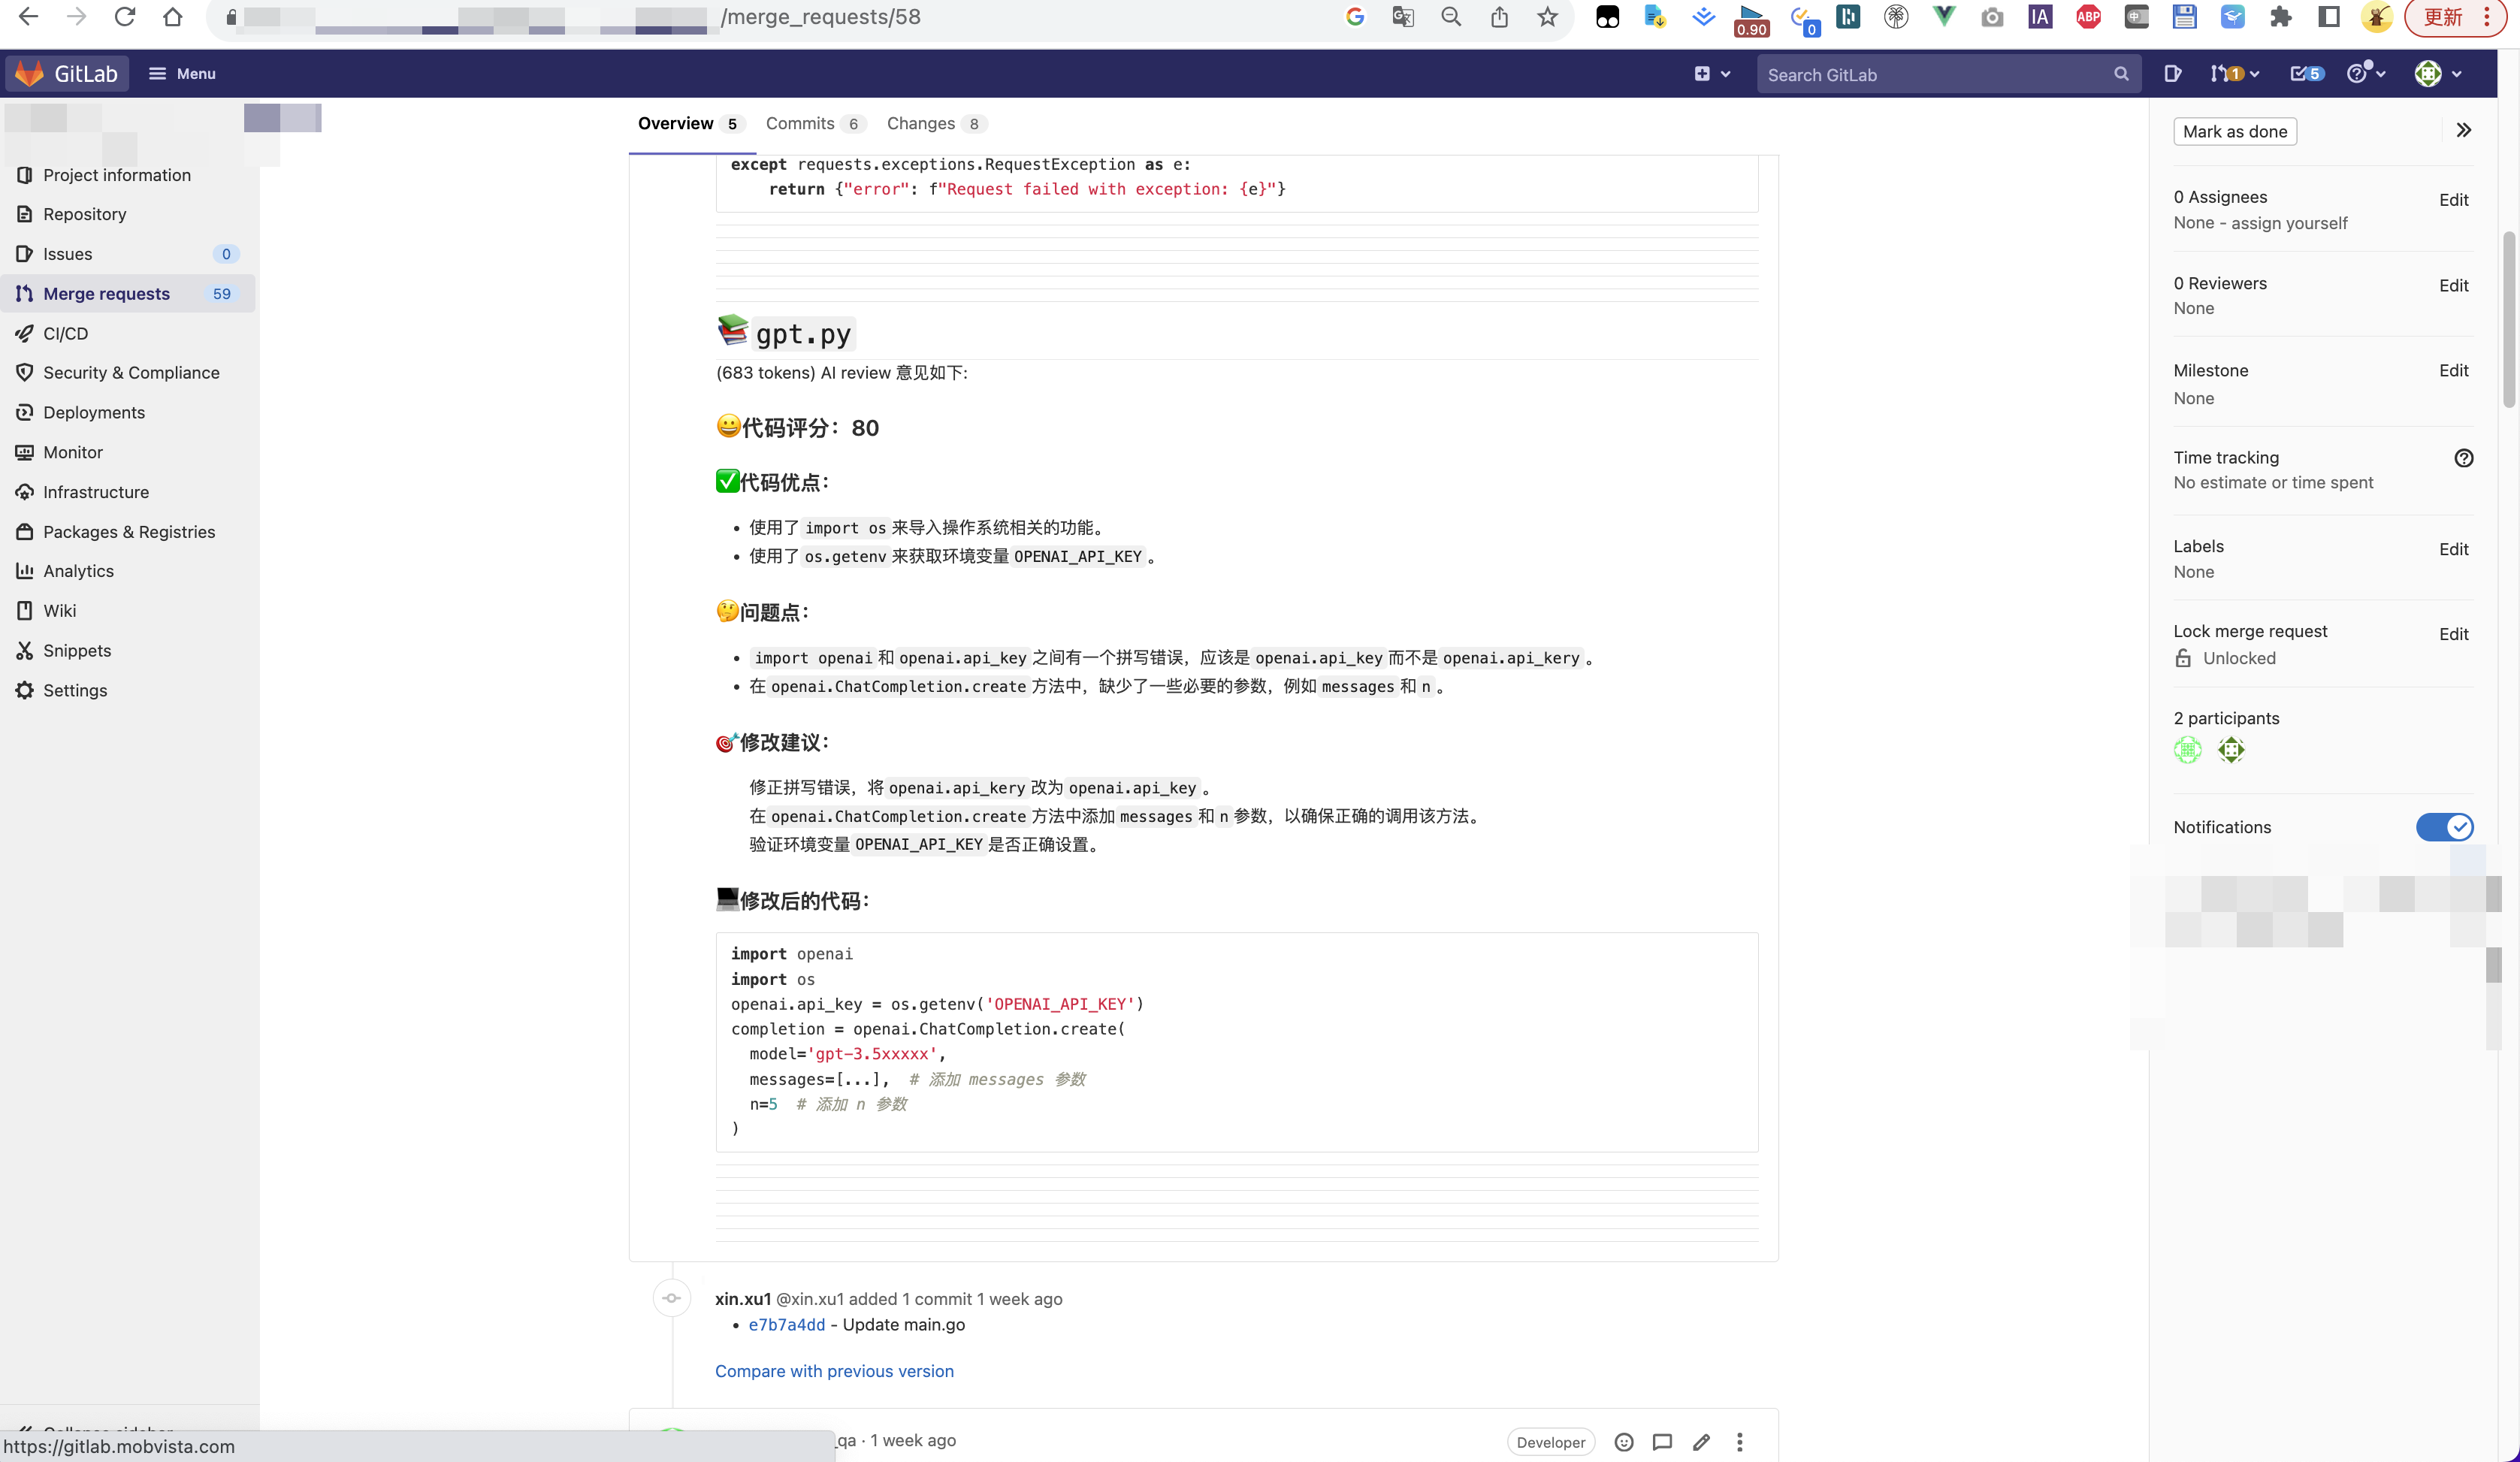 /merge_requests/58
0.90
0
IA
ABP
中
更新
GitLab
Menu
Search GitLab
1
5
Overview 5
Commits 6
Changes 8
Mark as done
Project information
Repository
Issues 0
Merge requests 59
CI/CD
Security & Compliance
Deployments
Monitor
Infrastructure
Packages & Registries
Analytics
Wiki
Snippets
Settings
except requests.exceptions.RequestException as e:
return {"error": f"Request failed with exception: {e}"}
📚 gpt.py
(683 tokens) AI review 意见如下:
😀代码评分：80
✅代码优点：
• 使用了 import os 来导入操作系统相关的功能。
• 使用了 os.getenv 来获取环境变量 OPENAI_API_KEY 。
🤔问题点：
• import openai 和 openai.api_key 之间有一个拼写错误，应该是 openai.api_key 而不是 openai.api_kery 。
• 在 openai.ChatCompletion.create 方法中，缺少了一些必要的参数，例如 messages 和 n 。
🎯修改建议：
修正拼写错误，将 openai.api_kery 改为 openai.api_key 。
在 openai.ChatCompletion.create 方法中添加 messages 和 n 参数，以确保正确的调用该方法。
验证环境变量 OPENAI_API_KEY 是否正确设置。
💻修改后的代码：
import openai
import os
openai.api_key = os.getenv('OPENAI_API_KEY')
completion = openai.ChatCompletion.create(
model='gpt-3.5xxxxx',
messages=[...],  # 添加 messages 参数
n=5  # 添加 n 参数
)
xin.xu1 @xin.xu1 added 1 commit 1 week ago
• e7b7a4dd - Update main.go
Compare with previous version
_qa · 1 week ago
Developer
0 Assignees
Edit
None - assign yourself
0 Reviewers
Edit
None
Milestone
Edit
None
Time tracking
No estimate or time spent
Labels
Edit
None
Lock merge request
Edit
Unlocked
2 participants
Notifications
Collapse sidebar
https://gitlab.mobvista.com